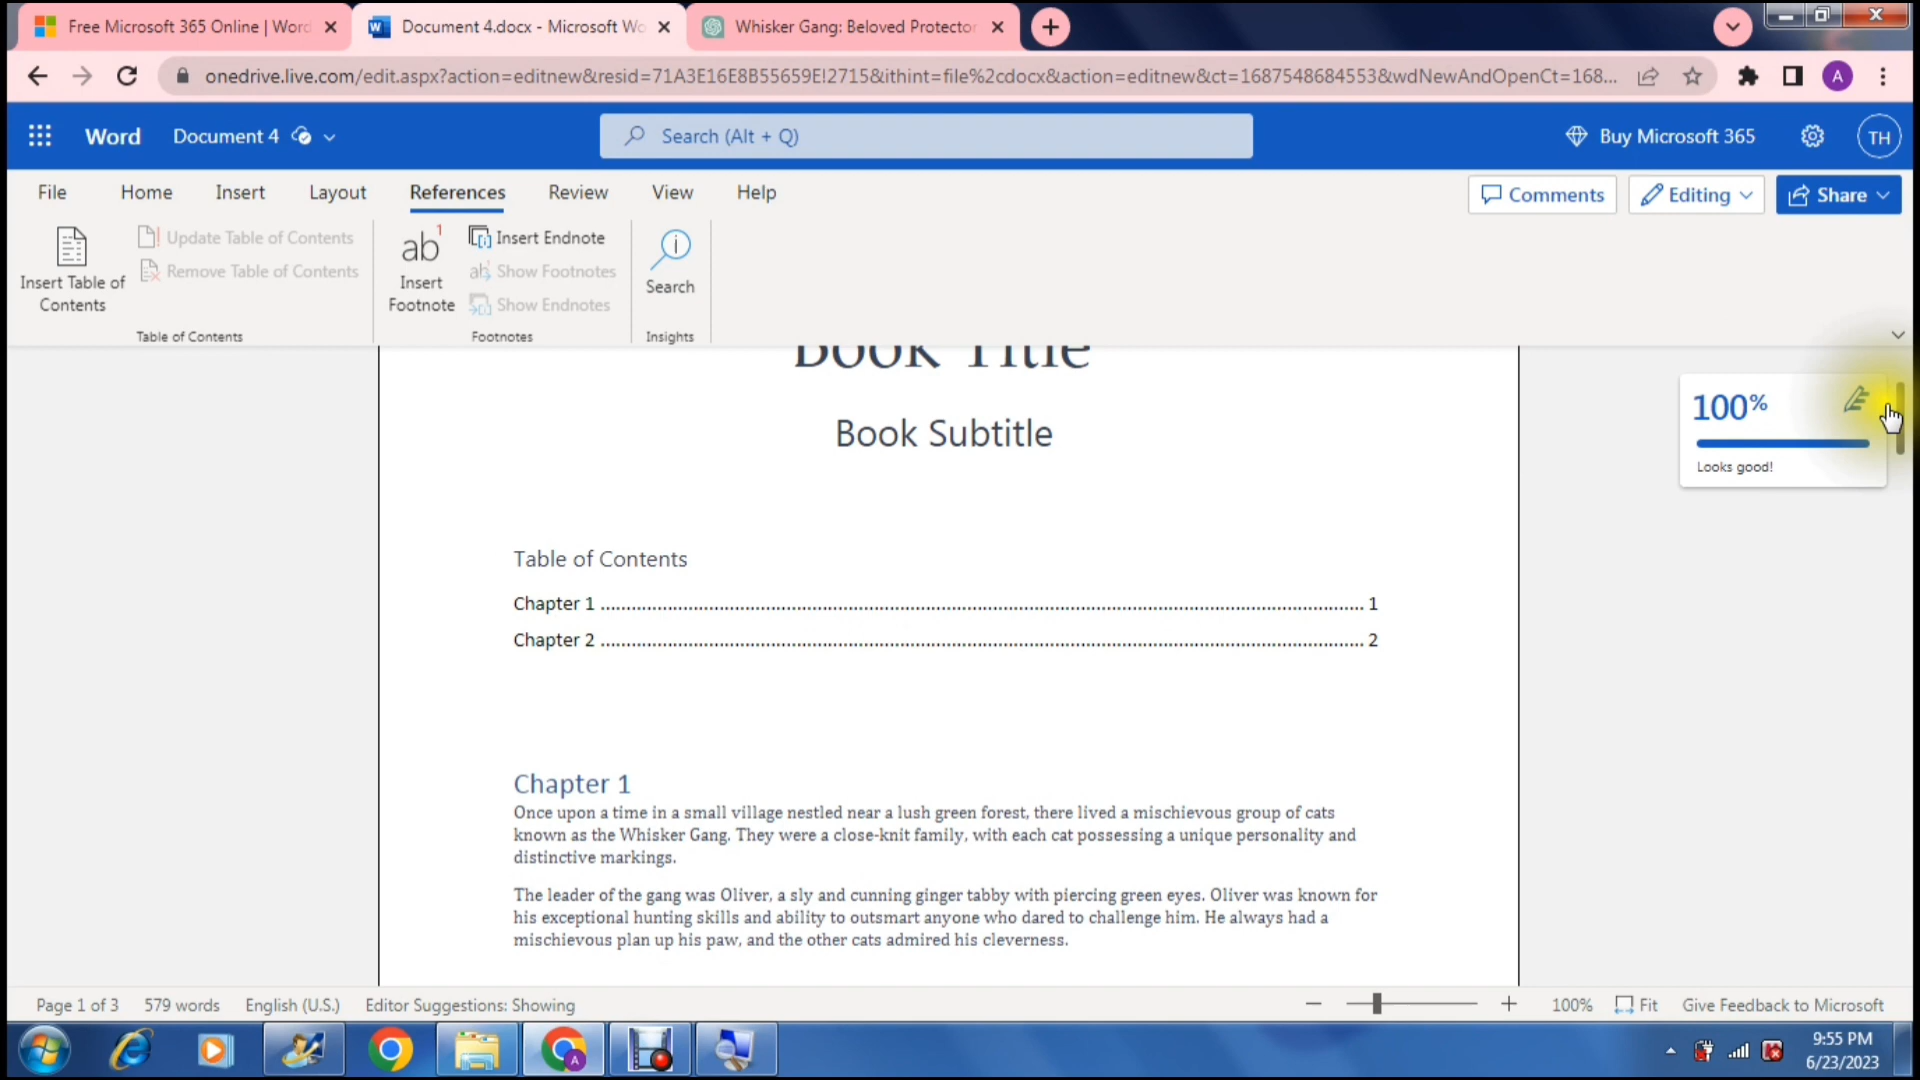 Free Microsoft 365 Online | Word
Document 4.docx - Microsoft Wo
Whisker Gang: Beloved Protector
onedrive.live.com/edit.aspx?action=editnew&resid=71A3E16E8B55659E!2715&ithint=file%2cdocx&action=editnew&ct=1687548684553&wdNewAndOpenCt=168...
A
Word
Document 4
Search (Alt + Q)
Buy Microsoft 365
TH
File
Home
Insert
Layout
References
Review
View
Help
Comments
Editing
Share
Insert Table of
Contents
Update Table of Contents
Remove Table of Contents
Table of Contents
ab1
Insert
Footnote
Insert Endnote
Show Footnotes
Show Endnotes
Footnotes
Search
Insights
Book Title
Book Subtitle
100%
Looks good!
Table of Contents
Chapter 1 ........ 1
Chapter 2 ........ 2
Chapter 1
Once upon a time in a small village nestled near a lush green forest, there lived a mischievous group of cats
known as the Whisker Gang. They were a close-knit family, with each cat possessing a unique personality and
distinctive markings.
The leader of the gang was Oliver, a sly and cunning ginger tabby with piercing green eyes. Oliver was known for
his exceptional hunting skills and ability to outsmart anyone who dared to challenge him. He always had a
mischievous plan up his paw, and the other cats admired his cleverness.
Page 1 of 3
579 words
English (U.S.)
Editor Suggestions: Showing
100%
Fit
Give Feedback to Microsoft
9:55 PM
6/23/2023